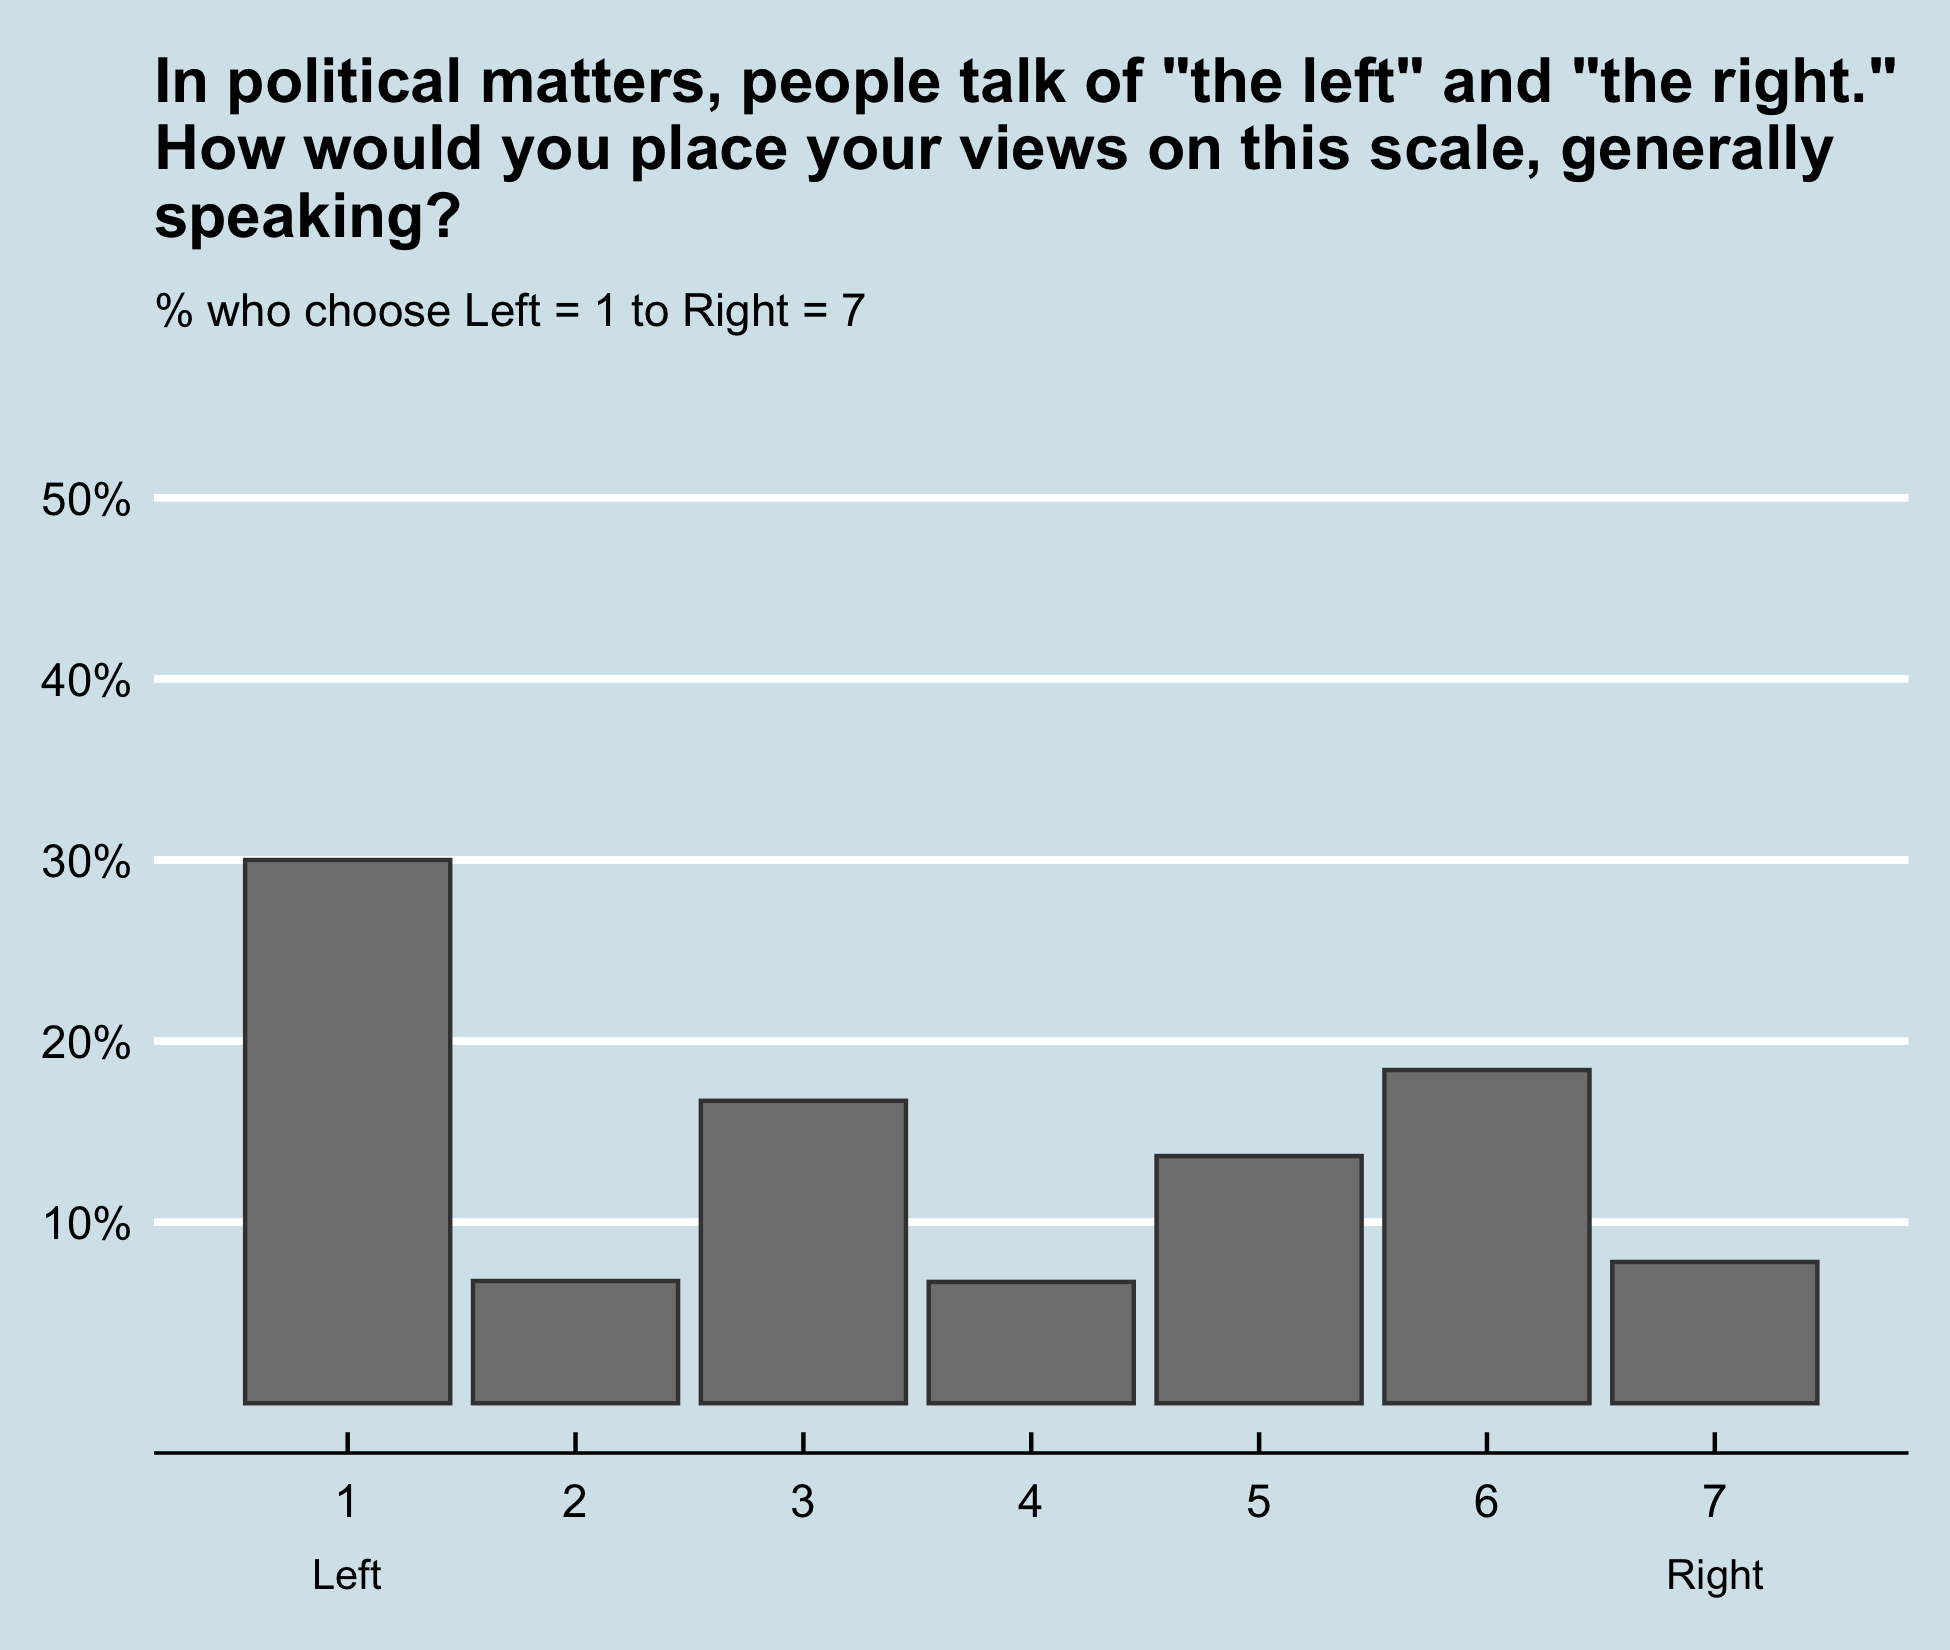 In political matters, people talk of "the left" and "the right."
How would you place your views on this scale, generally
speaking?
% who choose Left = 1 to Right = 7
50%
40%
30%
20%
10%
1 2 3 4 5 6 7
Left Right